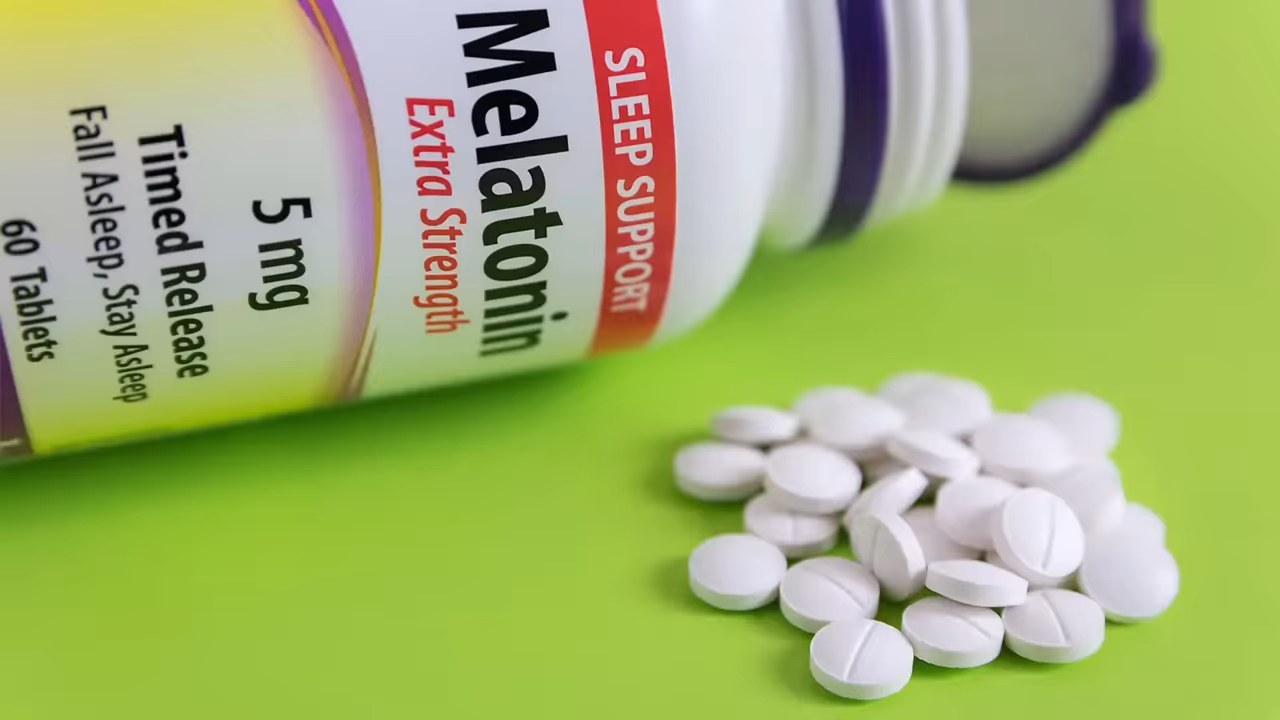 SLEEP SUPPORT
Melatonin
Extra Strength
5 mg
Timed Release
Fall Asleep, Stay Asleep
60 Tablets